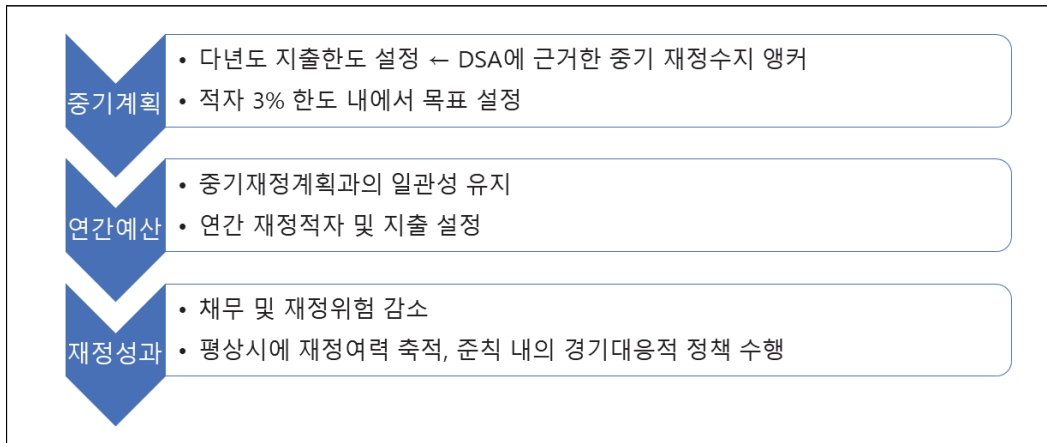 중기계획
• 다년도 지출한도 설정 ← DSA에 근거한 중기 재정수지 앵커
• 적자 3% 한도 내에서 목표 설정
연간예산
• 중기재정계획과의 일관성 유지
• 연간 재정적자 및 지출 설정
재정성과
• 채무 및 재정위험 감소
• 평상시에 재정여력 축적, 준칙 내의 경기대응적 정책 수행